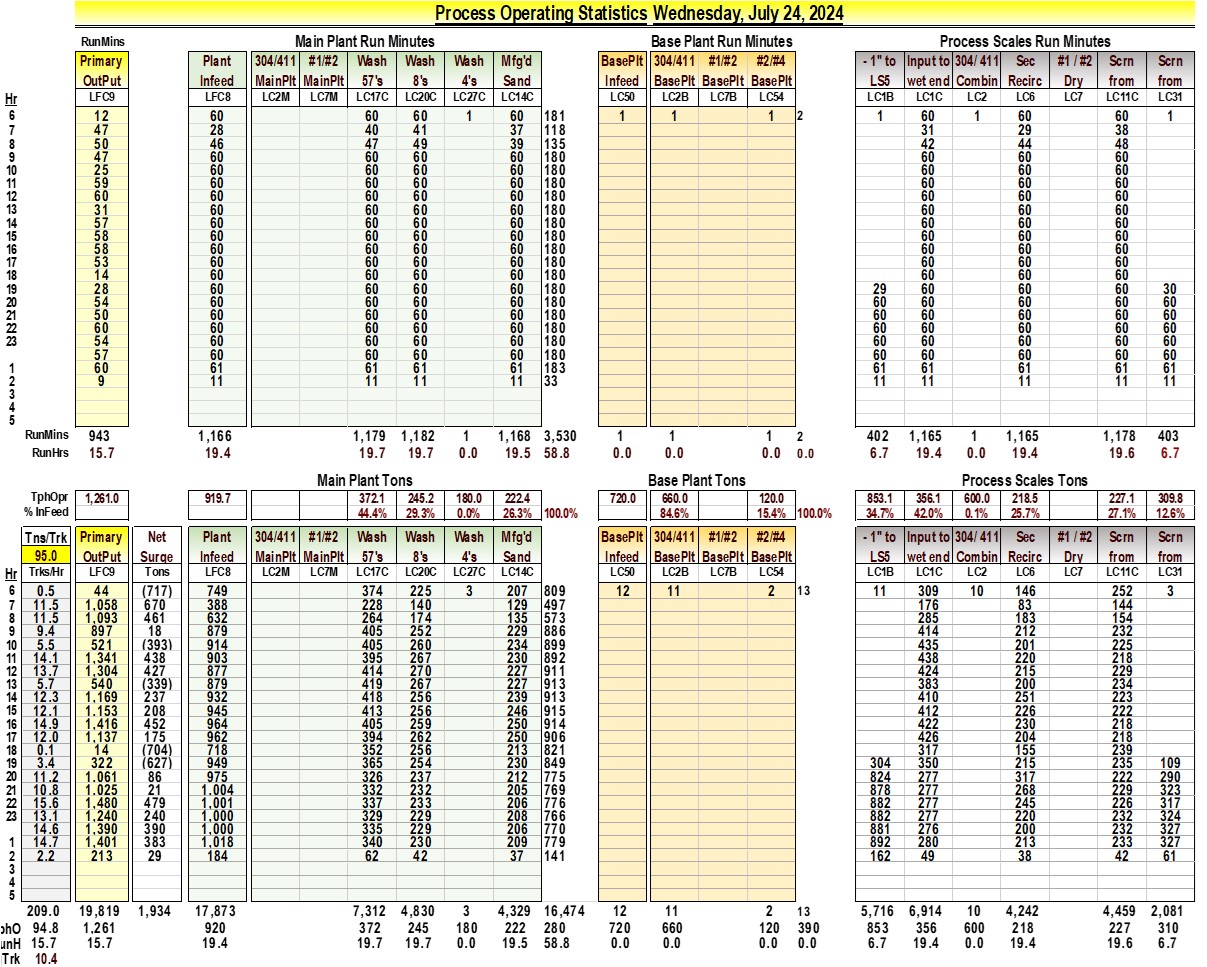 Process Operating Statistics Wednesday, July 24, 2024
RunMins Main Plant Run Minutes Base Plant Run Minutes Process Scales Run Minutes
Primary Plant 304/411 #1/#2 Wash Wash Wash Mfg'd BasePlt 304/411 #1/#2 #2/#4 - 1" to Input to 304/ 411 Sec #1 / #2 Scrn Scrn
OutPut Infeed MainPlt MainPlt 57's 8's 4's Sand Infeed BasePlt BasePlt BasePlt LS5 wet end Combin Recirc Dry from from
Hr LFC9 LFC8 LC2M LC7M LC17C LC20C LC27C LC14C LC50 LC2B LC7B LC54 LC1B LC1C LC2 LC6 LC7 LC11C LC31
6 12 60 60 60 1 60 181 1 1 1 2 1 60 1 60 60 1
7 47 28 40 41 37 118 31 29 38
8 50 46 47 49 39 135 42 44 48
9 47 60 60 60 60 180 60 60 60
10 25 60 60 60 60 180 60 60 60
11 59 60 60 60 60 180 60 60 60
12 60 60 60 60 60 180 60 60 60
13 31 60 60 60 60 180 60 60 60
14 57 60 60 60 60 180 60 60 60
15 58 60 60 60 60 180 60 60 60
16 58 60 60 60 60 180 60 60 60
17 53 60 60 60 60 180 60 60 60
18 14 60 60 60 60 180 60 60 60
19 28 60 60 60 60 180 29 60 60 60 30
20 54 60 60 60 60 180 60 60 60 60 60
21 50 60 60 60 60 180 60 60 60 60 60
22 60 60 60 60 60 180 60 60 60 60 60
23 54 60 60 60 60 180 60 60 60 60 60
57 60 60 60 60 180 60 60 60 60 60
1 60 61 61 61 61 183 61 61 61 61 61
2 9 11 11 11 11 33 11 11 11 11 11
3
4
5
RunMins 943 1,166 1,179 1,182 1 1,168 3,530 1 1 1 2 402 1,165 1 1,165 1,178 403
RunHrs 15.7 19.4 19.7 19.7 0.0 19.5 58.8 0.0 0.0 0.0 0.0 6.7 19.4 0.0 19.4 19.6 6.7
Main Plant Tons Base Plant Tons Process Scales Tons
TphOpr 1,261.0 919.7 372.1 245.2 180.0 222.4 720.0 660.0 120.0 853.1 356.1 600.0 218.5 227.1 309.8
% InFeed 44.4% 29.3% 0.0% 26.3% 100.0% 84.6% 15.4% 100.0% 34.7% 42.0% 0.1% 25.7% 27.1% 12.6%
Tns/Trk Primary Net Plant 304/411 #1/#2 Wash Wash Wash Mfg'd BasePlt 304/411 #1/#2 #2/#4 - 1" to Input to 304/ 411 Sec #1 / #2 Scrn Scrn
95.0 OutPut Surge Infeed MainPlt MainPlt 57's 8's 4's Sand Infeed BasePlt BasePlt BasePlt LS5 wet end Combin Recirc Dry from from
Hr Trks/Hr LFC9 Tons LFC8 LC2M LC7M LC17C LC20C LC27C LC14C LC50 LC2B LC7B LC54 LC1B LC1C LC2 LC6 LC7 LC11C LC31
6 0.5 44 (717) 749 374 225 3 207 809 12 11 2 13 11 309 10 146 252 3
7 11.5 1,058 670 388 228 140 129 497 176 83 144
8 11.5 1,093 461 632 264 174 135 573 285 183 154
9 9.4 897 18 879 405 252 229 886 414 212 232
10 5.5 521 (393) 914 405 260 234 899 435 201 225
11 14.1 1,341 438 903 395 267 230 892 438 220 218
12 13.7 1,304 427 877 414 270 227 911 424 215 229
13 5.7 540 (339) 879 419 267 227 913 383 200 234
14 12.3 1,169 237 932 418 256 239 913 410 251 223
15 12.1 1,153 208 945 413 256 246 915 412 226 222
16 14.9 1,416 452 964 405 259 250 914 422 230 218
17 12.0 1,137 175 962 394 262 250 906 426 204 218
18 0.1 14 (704) 718 352 256 213 821 317 155 239
19 3.4 322 (627) 949 365 254 230 849 304 350 215 235 109
20 11.2 1,061 86 975 326 237 212 775 824 277 317 222 290
21 10.8 1,025 21 1,004 332 232 205 769 878 277 268 229 323
22 15.6 1,480 479 1,001 337 233 206 776 882 277 245 226 317
23 13.1 1,240 240 1,000 329 229 208 766 882 277 220 232 324
14.6 1,390 390 1,000 335 229 206 770 881 276 200 232 327
1 14.7 1,401 383 1,018 340 230 209 779 892 280 213 233 327
2 2.2 213 29 184 62 42 37 141 162 49 38 42 61
3
4
5
209.0 19,819 1,934 17,873 7,312 4,830 3 4,329 16,474 12 11 2 13 5,716 6,914 10 4,242 4,459 2,081
phO 94.8 1,261 920 372 245 180 222 280 720 660 120 390 853 356 600 218 227 310
unH 15.7 15.7 19.4 19.7 19.7 0.0 19.5 58.8 0.0 0.0 0.0 0.0 6.7 19.4 0.0 19.4 19.6 6.7
Trk 10.4